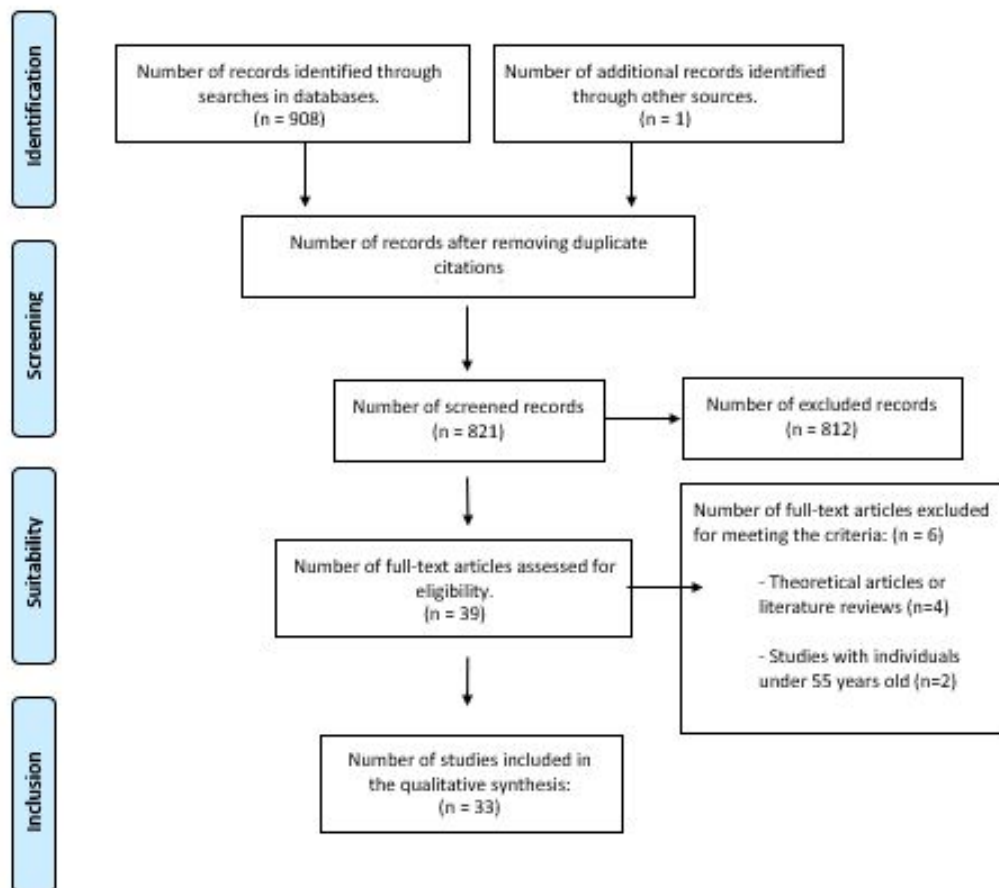 Identification
Number of records identified through
searches in databases.
(n = 908)
Number of additional records identified
through other sources.
(n = 1)
Number of records after removing duplicate
citations
Screening
Number of screened records
(n = 821)
Number of excluded records
(n = 812)
Suitability
Number of full-text articles assessed for
eligibility.
(n = 39)
Number of full-text articles excluded
for meeting the criteria: (n = 6)
- Theoretical articles or
literature reviews (n=4)
- Studies with individuals
under 55 years old (n=2)
Inclusion
Number of studies included in
the qualitative synthesis:
(n = 33)